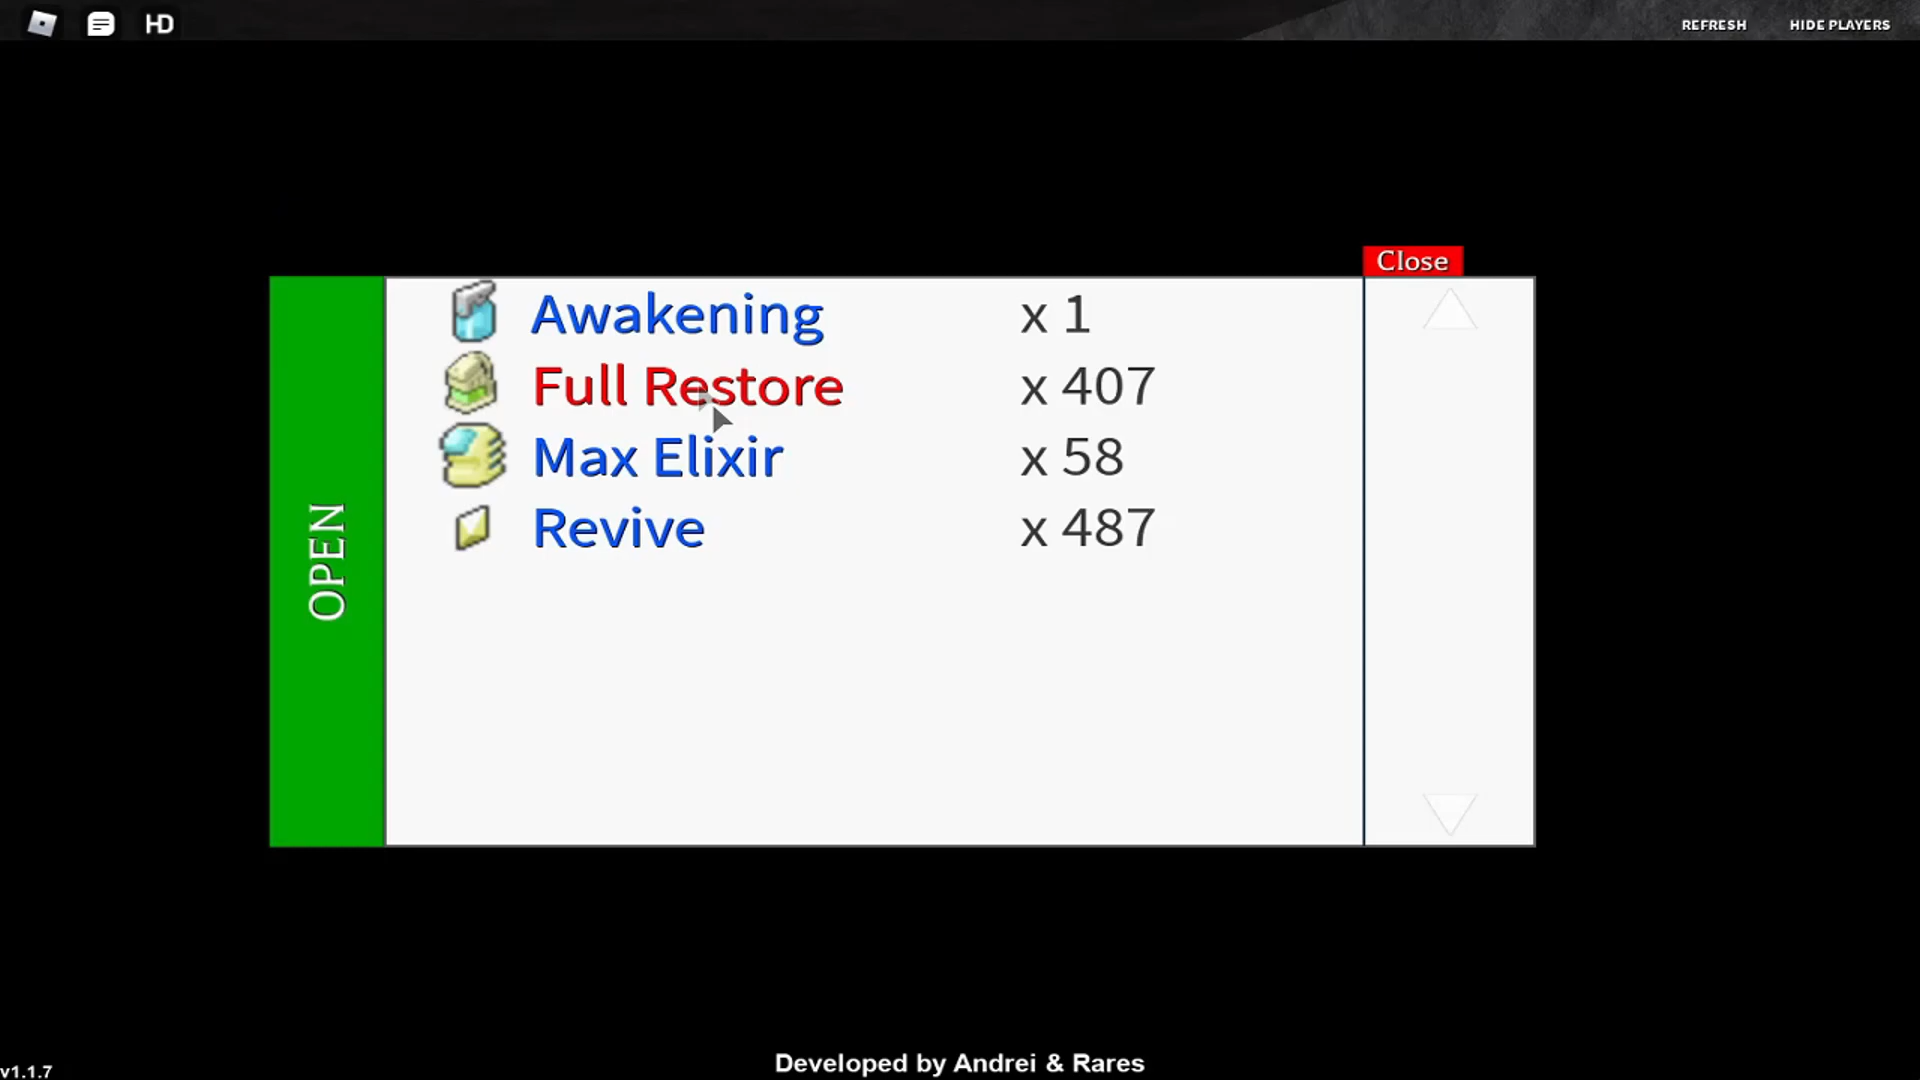 HD
REFRESH HIDE PLAYERS
Close
OPEN
Awakening x 1
Full Restore x 407
Max Elixir x 58
Revive x 487
Developed by Andrei & Rares
v1.1.7